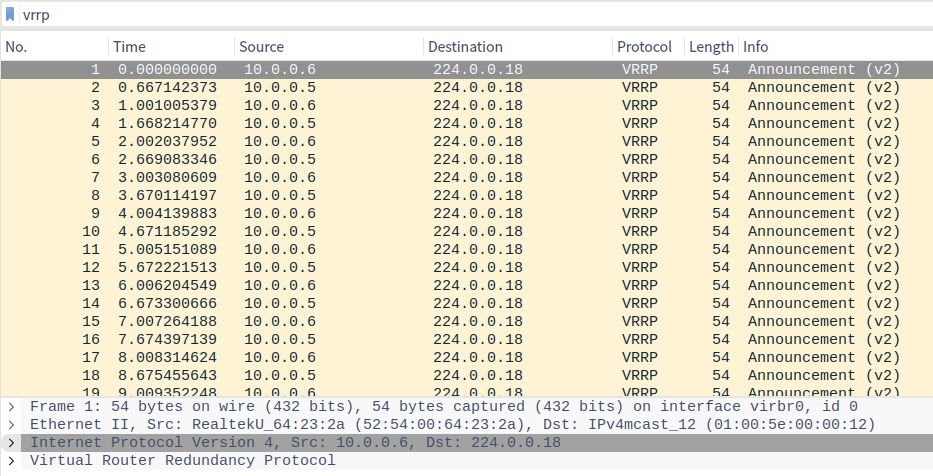 vrrp
No. Time Source Destination Protocol Length Info
1 0.000000000 10.0.0.6 224.0.0.18 VRRP 54 Announcement (v2)
2 0.667142373 10.0.0.5 224.0.0.18 VRRP 54 Announcement (v2)
3 1.001005379 10.0.0.6 224.0.0.18 VRRP 54 Announcement (v2)
4 1.668214770 10.0.0.5 224.0.0.18 VRRP 54 Announcement (v2)
5 2.002037952 10.0.0.6 224.0.0.18 VRRP 54 Announcement (v2)
6 2.669083346 10.0.0.5 224.0.0.18 VRRP 54 Announcement (v2)
7 3.003080609 10.0.0.6 224.0.0.18 VRRP 54 Announcement (v2)
8 3.670114197 10.0.0.5 224.0.0.18 VRRP 54 Announcement (v2)
9 4.004139883 10.0.0.6 224.0.0.18 VRRP 54 Announcement (v2)
10 4.671185292 10.0.0.5 224.0.0.18 VRRP 54 Announcement (v2)
11 5.005151089 10.0.0.6 224.0.0.18 VRRP 54 Announcement (v2)
12 5.672221513 10.0.0.5 224.0.0.18 VRRP 54 Announcement (v2)
13 6.006204549 10.0.0.6 224.0.0.18 VRRP 54 Announcement (v2)
14 6.673300666 10.0.0.5 224.0.0.18 VRRP 54 Announcement (v2)
15 7.007264188 10.0.0.6 224.0.0.18 VRRP 54 Announcement (v2)
16 7.674397139 10.0.0.5 224.0.0.18 VRRP 54 Announcement (v2)
17 8.008314624 10.0.0.6 224.0.0.18 VRRP 54 Announcement (v2)
18 8.675455643 10.0.0.5 224.0.0.18 VRRP 54 Announcement (v2)
19 9.009352248 10.0.0.6 224.0.0.18 VRRP 54 Announcement (v2)
Frame 1: 54 bytes on wire (432 bits), 54 bytes captured (432 bits) on interface virbr0, id 0
Ethernet II, Src: RealtekU_64:23:2a (52:54:00:64:23:2a), Dst: IPv4mcast_12 (01:00:5e:00:00:12)
Internet Protocol Version 4, Src: 10.0.0.6, Dst: 224.0.0.18
Virtual Router Redundancy Protocol